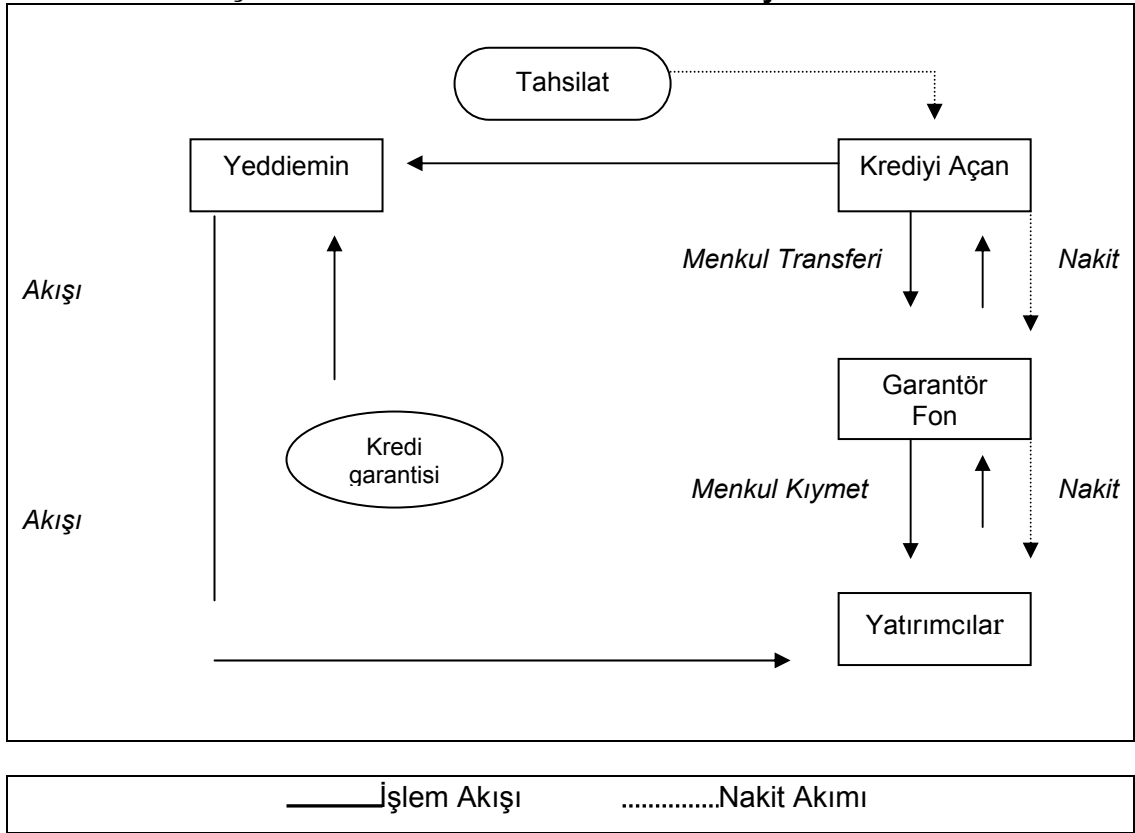 Tahsilat
Yeddiemin
Krediyi Açan
Menkul Transferi
Nakit
Akışı
Garantör
Fon
Kredi
garantisi
Menkul Kıymet
Nakit
Akışı
Yatırımcılar
İşlem Akışı ...............Nakit Akımı